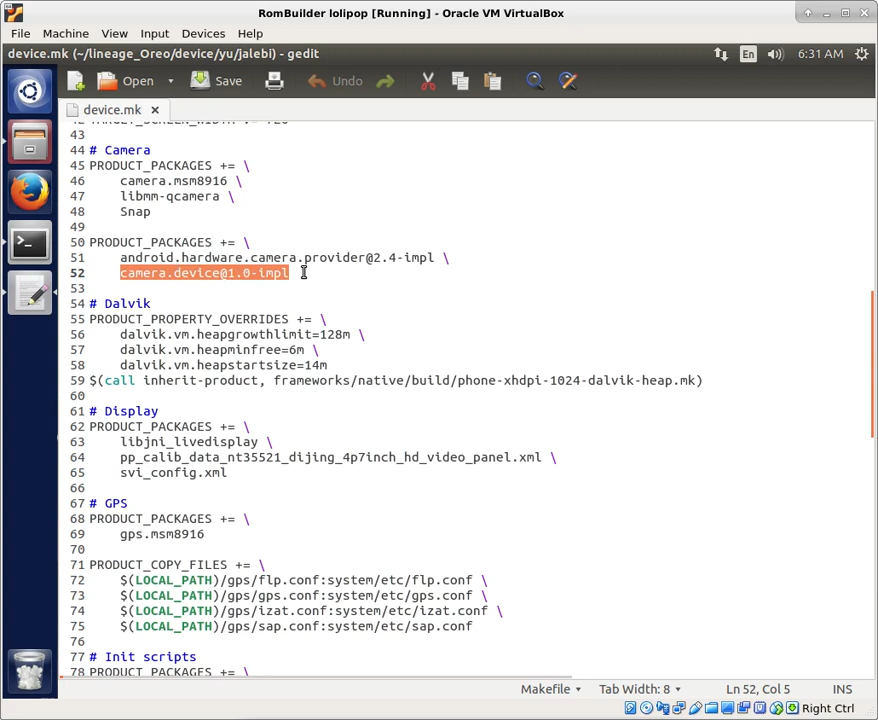 RomBuilder lolipop [Running] - Oracle VM VirtualBox
File Machine View Input Devices Help
device.mk (~/lineage_Oreo/device/yu/jalebi) - gedit En 6:31 AM
Open Save Undo
device.mk ×
43
44 # Camera
45 PRODUCT_PACKAGES += \
46 camera.msm8916 \
47 libmm-qcamera \
48 Snap
49
50 PRODUCT_PACKAGES += \
51 android.hardware.camera.provider@2.4-impl \
52 camera.device@1.0-impl
53
54 # Dalvik
55 PRODUCT_PROPERTY_OVERRIDES += \
56 dalvik.vm.heapgrowthlimit=128m \
57 dalvik.vm.heapminfree=6m \
58 dalvik.vm.heapstartsize=14m
59 $(call inherit-product, frameworks/native/build/phone-xhdpi-1024-dalvik-heap.mk)
60
61 # Display
62 PRODUCT_PACKAGES += \
63 libjni_livedisplay \
64 pp_calib_data_nt35521_dijing_4p7inch_hd_video_panel.xml \
65 svi_config.xml
66
67 # GPS
68 PRODUCT_PACKAGES += \
69 gps.msm8916
70
71 PRODUCT_COPY_FILES += \
72 $(LOCAL_PATH)/gps/flp.conf:system/etc/flp.conf \
73 $(LOCAL_PATH)/gps/gps.conf:system/etc/gps.conf \
74 $(LOCAL_PATH)/gps/izat.conf:system/etc/izat.conf \
75 $(LOCAL_PATH)/gps/sap.conf:system/etc/sap.conf
76
77 # Init scripts
78 PRODUCT_PACKAGES += \
Makefile Tab Width: 8 Ln 52, Col 5 INS
Right Ctrl